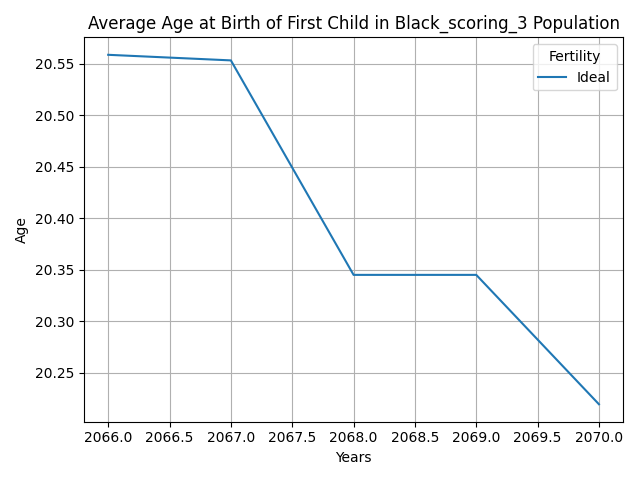 Average Age at Birth of First Child in Black_scoring_3 Population
Fertility
Ideal
Age
20.55
20.50
20.45
20.40
20.35
20.30
20.25
2066.0 2066.5 2067.0 2067.5 2068.0 2068.5 2069.0 2069.5 2070.0
Years